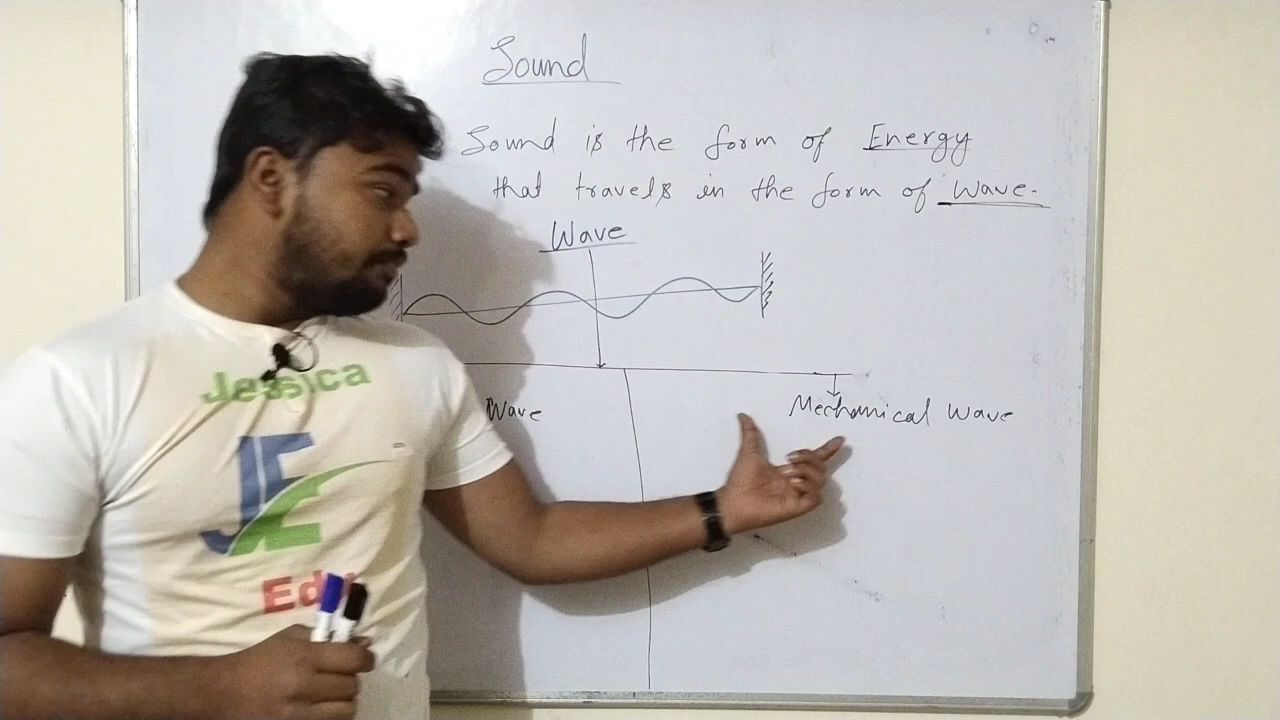 Sound
Sound is the form of Energy
that travels in the form of Wave.
Wave
Wave
Mechanical Wave
Jessica
JE